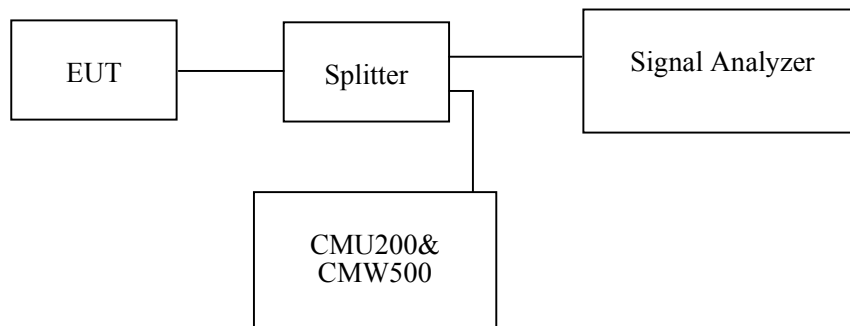 EUT
Splitter
Signal Analyzer
CMU200&
CMW500